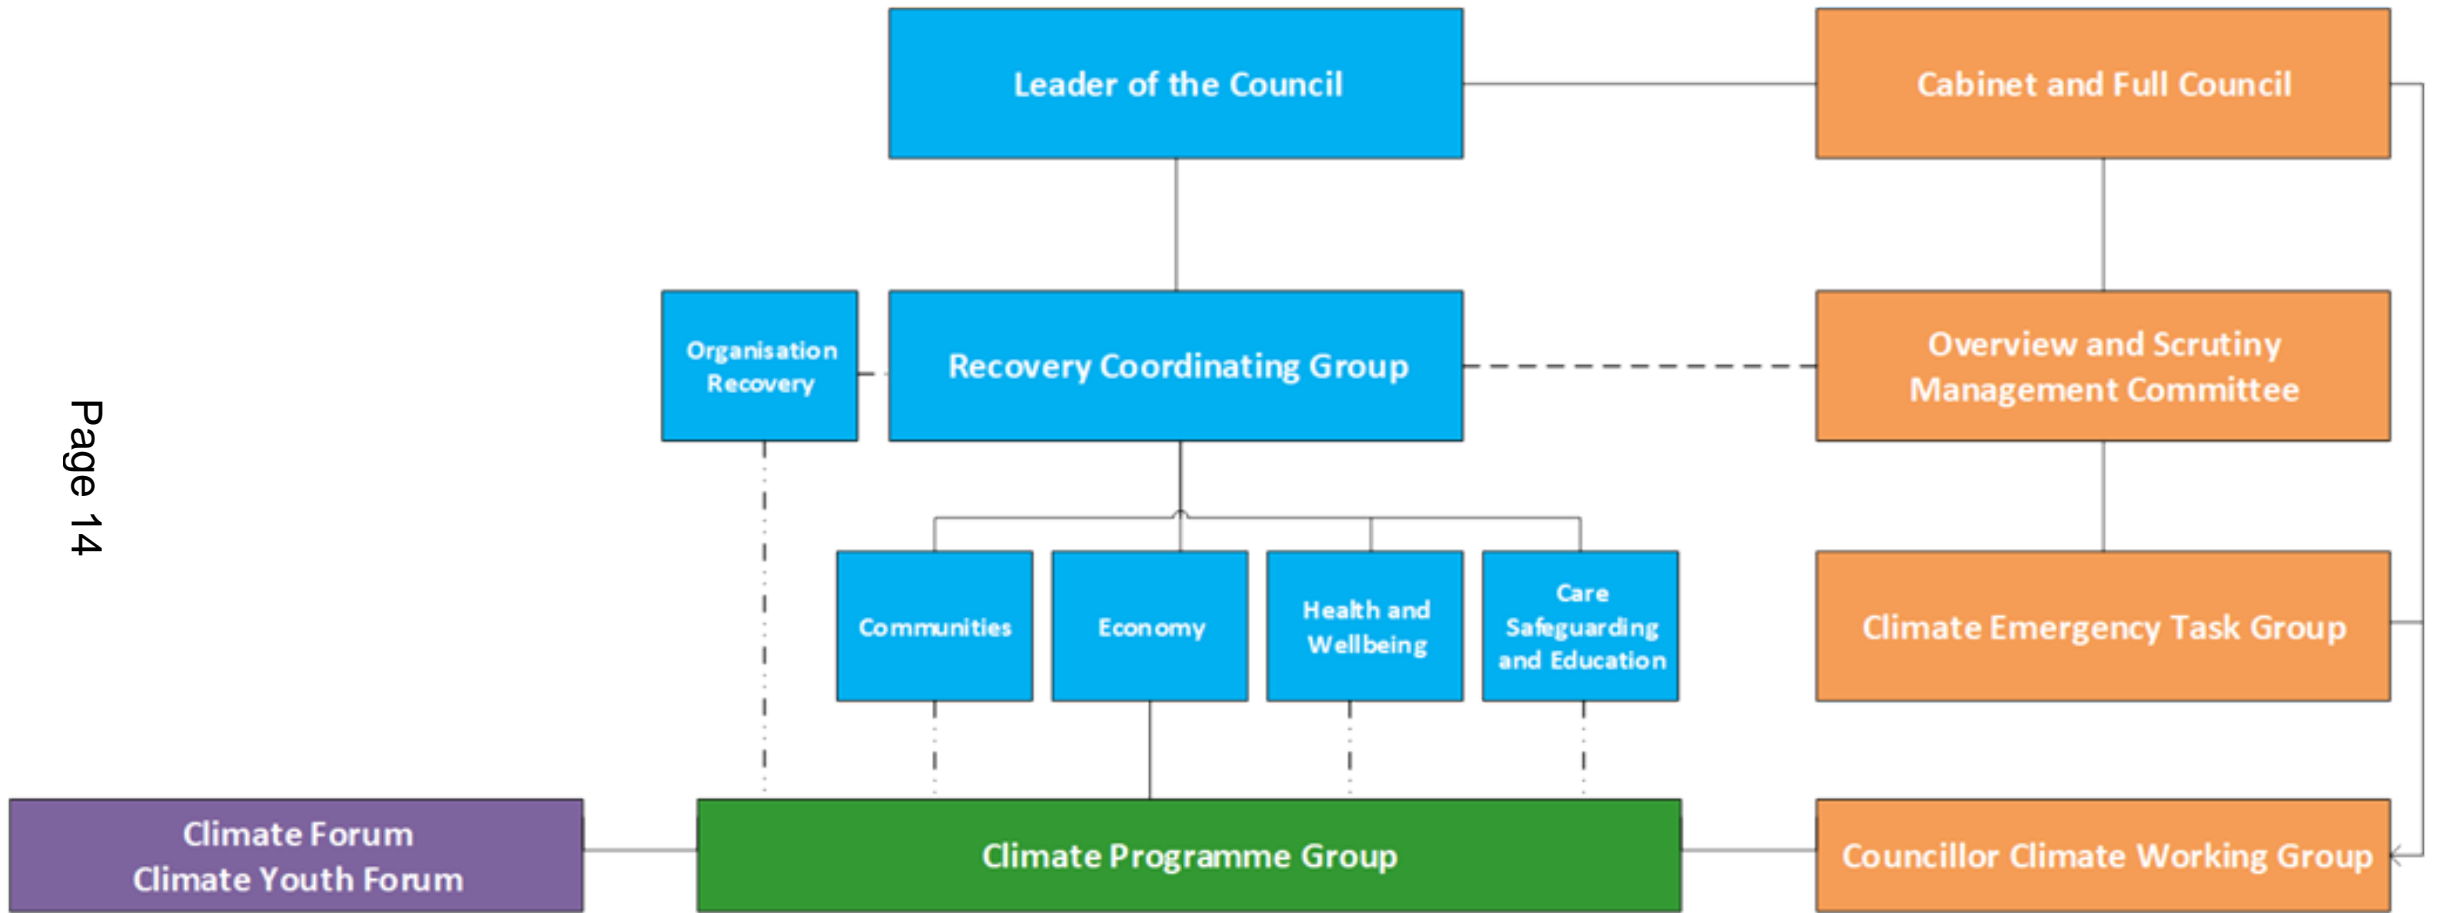 Leader of the Council
Cabinet and Full Council
Organisation
Recovery
Recovery Coordinating Group
Overview and Scrutiny
Management Committee
Communities
Economy
Health and
Wellbeing
Care
Safeguarding
and Education
Climate Emergency Task Group
Climate Forum
Climate Youth Forum
Climate Programme Group
Councillor Climate Working Group
Page 14